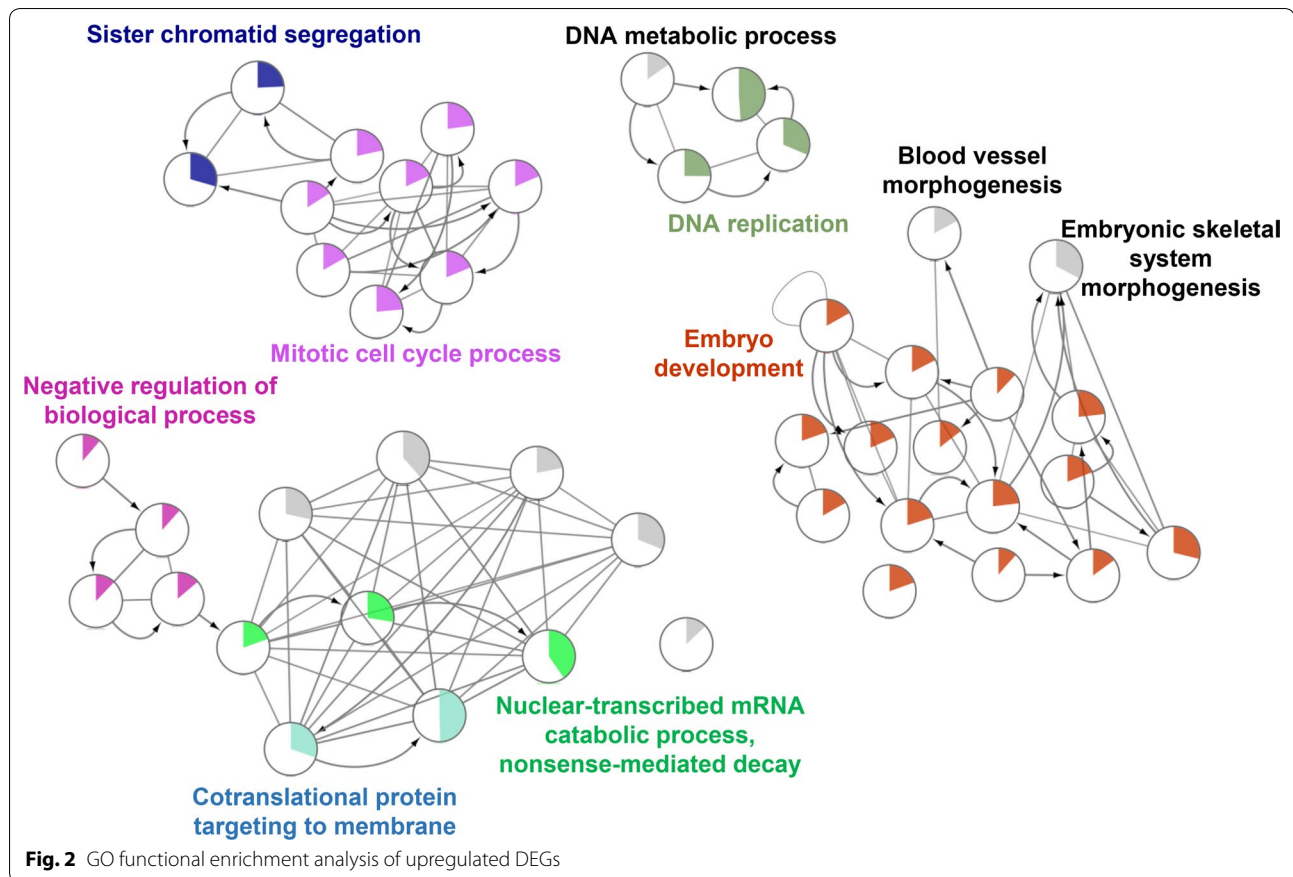 Sister chromatid segregation
DNA metabolic process
Blood vessel
morphogenesis
DNA replication
Embryonic skeletal
system
morphogenesis
Embryo
development
Mitotic cell cycle process
Negative regulation of
biological process
Nuclear-transcribed mRNA
catabolic process,
nonsense-mediated decay
Cotranslational protein
targeting to membrane
Fig. 2 GO functional enrichment analysis of upregulated DEGs